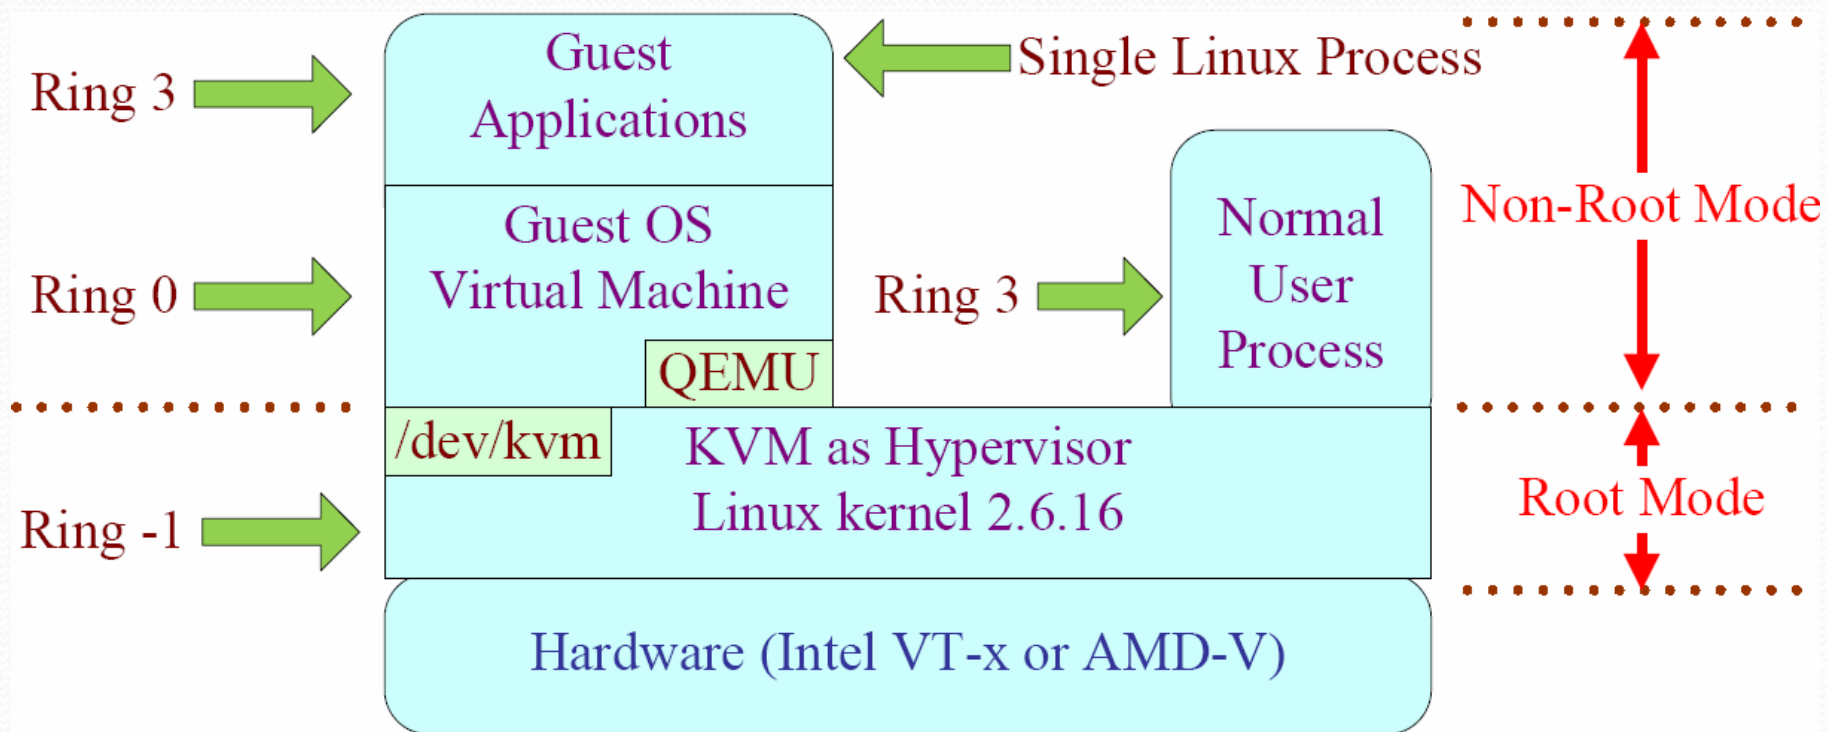 Ring 3
Guest
Applications
Single Linux Process
Ring 0
Guest OS
Virtual Machine
QEMU
Ring 3
Normal
User
Process
Non-Root Mode
/dev/kvm
KVM as Hypervisor
Linux kernel 2.6.16
Ring -1
Root Mode
Hardware (Intel VT-x or AMD-V)